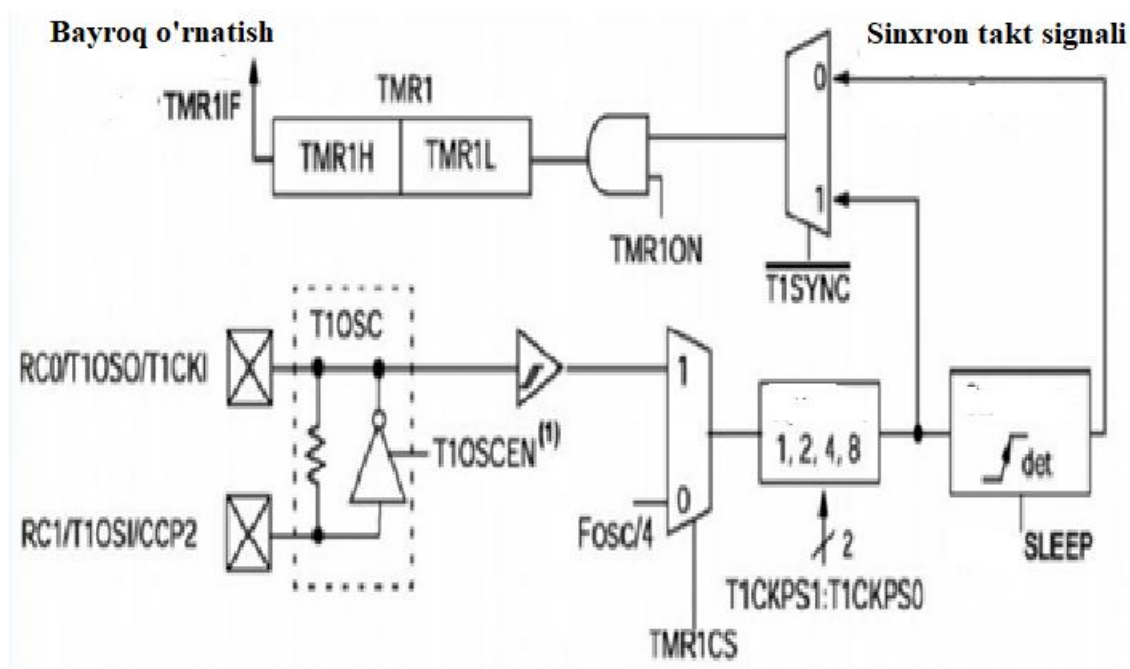 Bayroq o'rnatish
Sinxron takt signali
TMR1IF
TMR1
TMR1H
TMR1L
0
1
TMR1ON
T1SYNC
T1OSC
RC0/T1OSO/T1CKI
T1OSCEN(1)
RC1/T1OSI/CCP2
1
0
Fosc/4
1, 2, 4, 8
det
2
SLEEP
T1CKPS1:T1CKPS0
TMR1CS